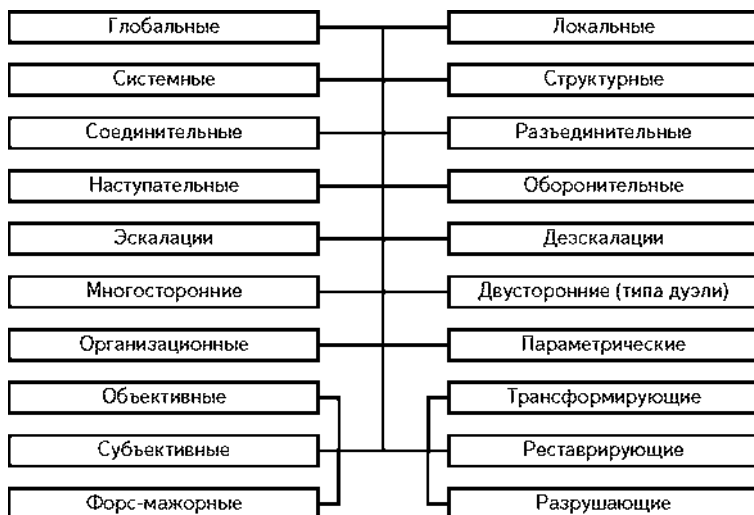 Глобальные
Локальные
Системные
Структурные
Соединительные
Разъединительные
Наступательные
Оборонительные
Эскалации
Деэскалации
Многосторонние
Двусторонние (типа дуэли)
Организационные
Параметрические
Объективные
Трансформирующие
Субъективные
Реставрирующие
Форс-мажорные
Разрушающие